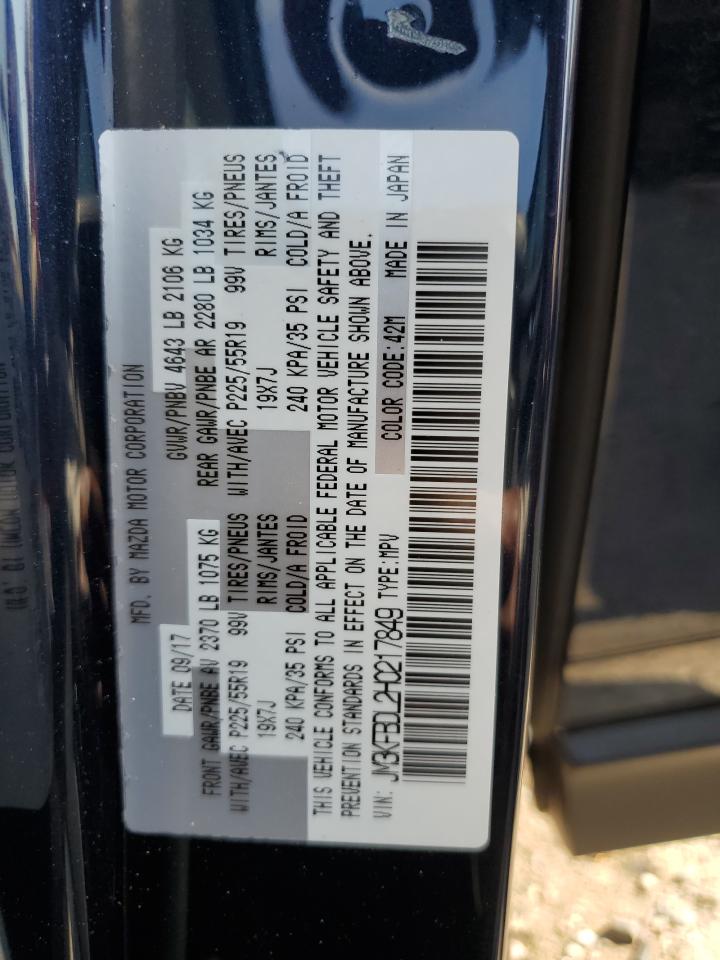 MFD. BY MAZDA MOTOR CORPORATION
DATE 09/17 GVWR/PNBV 4643 LB 2106 KG
FRONT GAWR/PNBE AV 2370 LB 1075 KG REAR GAWR/PNBE AR 2280 LB 1034 KG
WITH/AVEC P225/55R19 99V TIRES/PNEUS WITH/AVEC P225/55R19 99V TIRES/PNEUS
19X7J RIMS/JANTES 19X7J RIMS/JANTES
240 KPA/35 PSI COLD/A FROID 240 KPA/35 PSI COLD/A FROID
THIS VEHICLE CONFORMS TO ALL APPLICABLE FEDERAL MOTOR VEHICLE SAFETY AND THEFT
PREVENTION STANDARDS IN EFFECT ON THE DATE OF MANUFACTURE SHOWN ABOVE.
VIN: JM3KFBDL2H0217849 TYPE:MPV COLOR CODE:42M MADE IN JAPAN